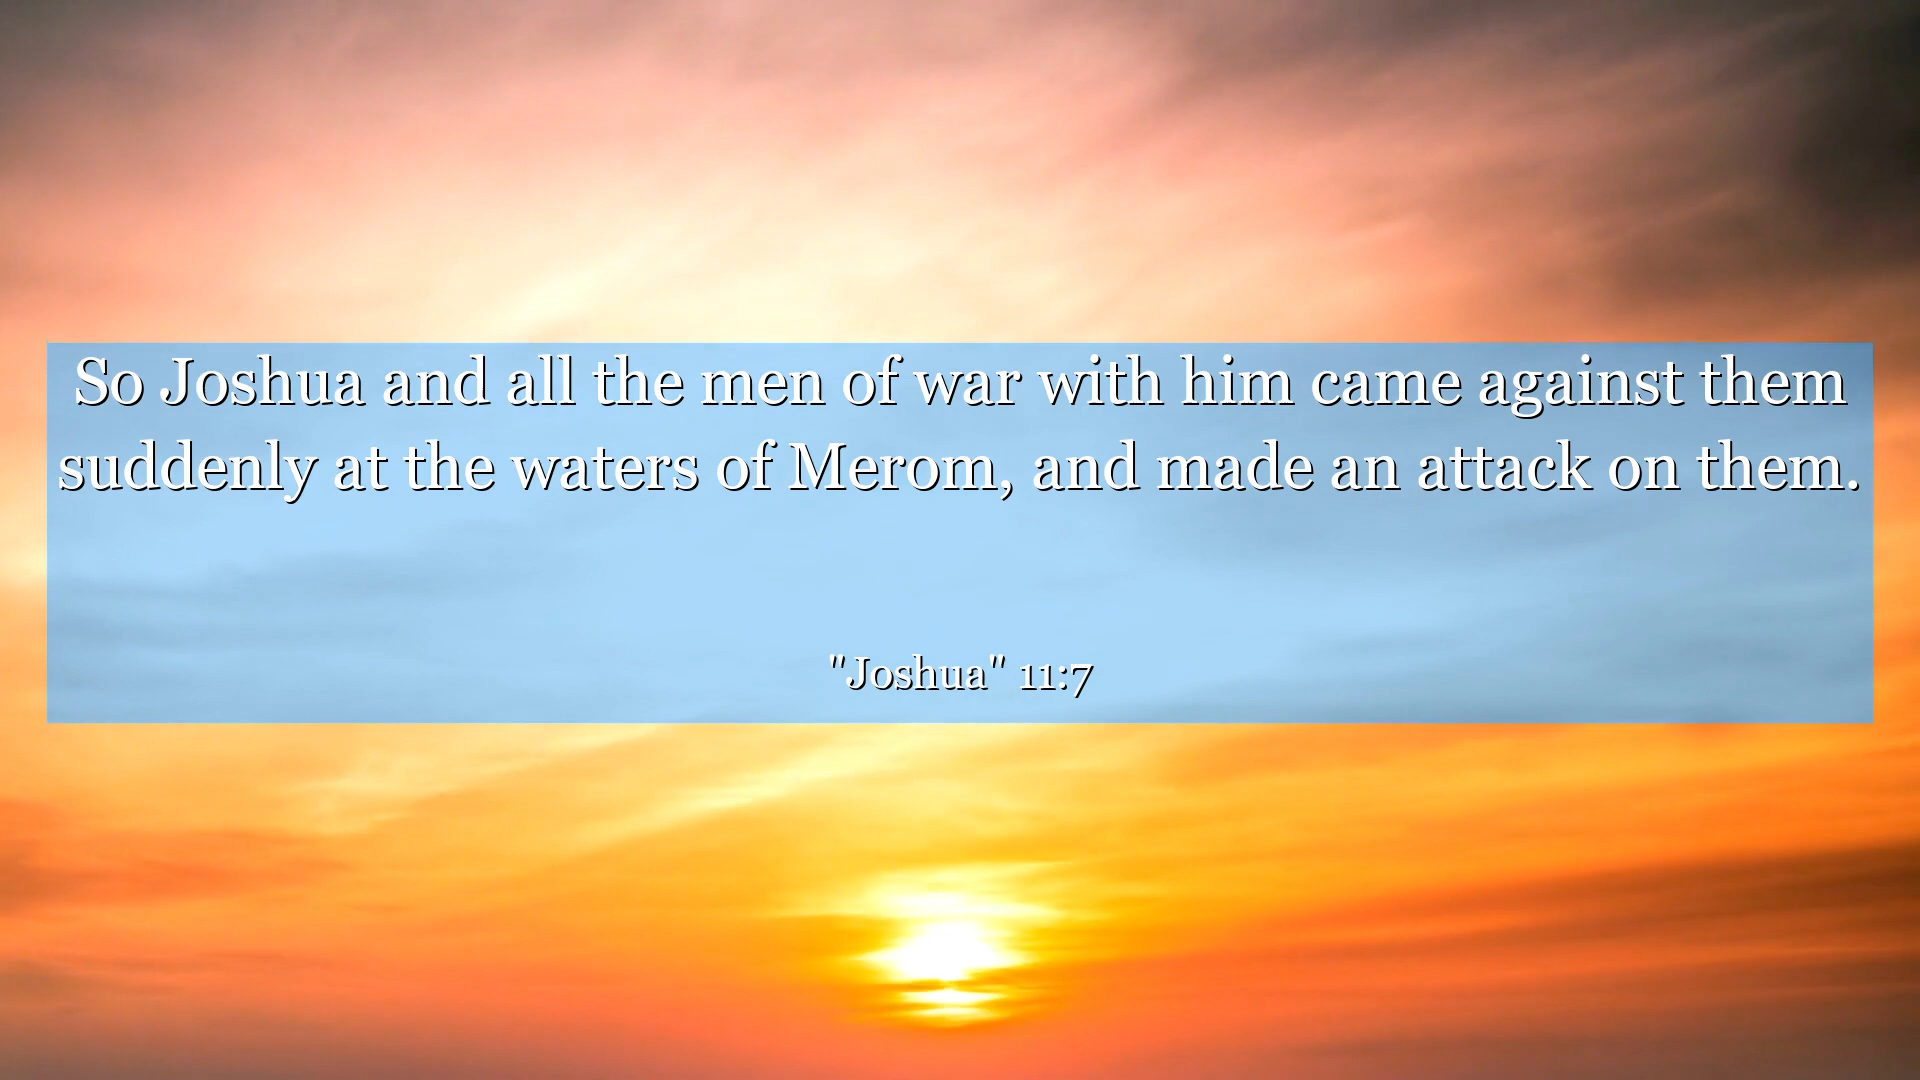 So Joshua and all the men of war with him came against them
suddenly at the waters of Merom, and made an attack on them.
"Joshua" 11:7